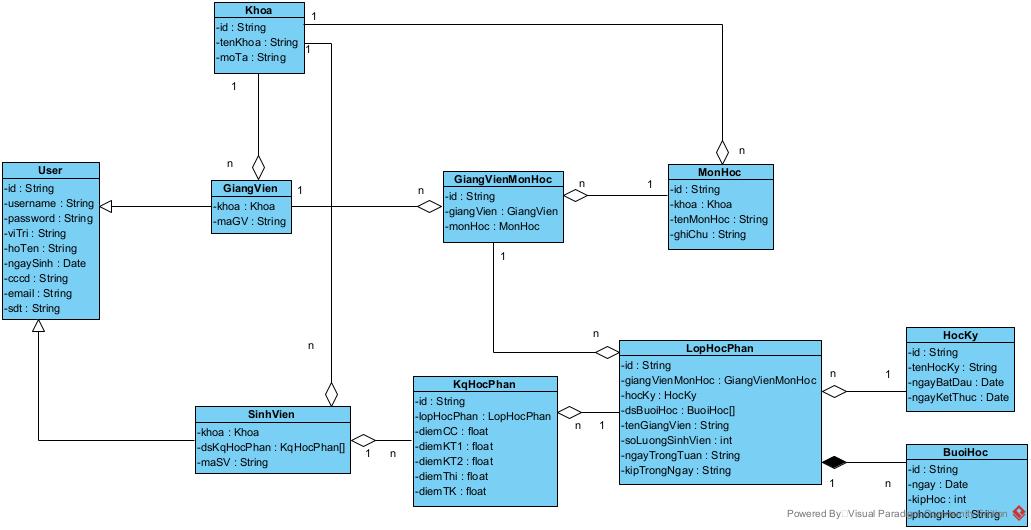 Khoa
-id : String
-tenKhoa : String
-moTa : String
1
1
1
n
n
GiangVien
-khoa : Khoa
-maGV : String
1
n
GiangVienMonHoc
-id : String
-giangVien : GiangVien
-monHoc : MonHoc
n
1
1
MonHoc
-id : String
-khoa : Khoa
-tenMonHoc : String
-ghiChu : String
User
-id : String
-username : String
-password : String
-viTri : String
-hoTen : String
-ngaySinh : Date
-cccd : String
-email : String
-sdt : String
n
n
LopHocPhan
-id : String
-giangVienMonHoc : GiangVienMonHoc
-hocKy : HocKy
-dsBuoiHoc : BuoiHoc[]
-tenGiangVien : String
-soLuongSinhVien : int
-ngayTrongTuan : String
-kipTrongNgay : String
n
1
HocKy
-id : String
-tenHocKy : String
-ngayBatDau : Date
-ngayKetThuc : Date
KqHocPhan
-id : String
-lopHocPhan : LopHocPhan
-diemCC : float
-diemKT1 : float
-diemKT2 : float
-diemThi : float
-diemTK : float
n
1
SinhVien
-khoa : Khoa
-dsKqHocPhan : KqHocPhan[]
-maSV : String
1
n
1
n
BuoiHoc
-id : String
-ngay : Date
-kipHoc : int
-phongHoc : String
Powered By Visual Paradigm Community Edition